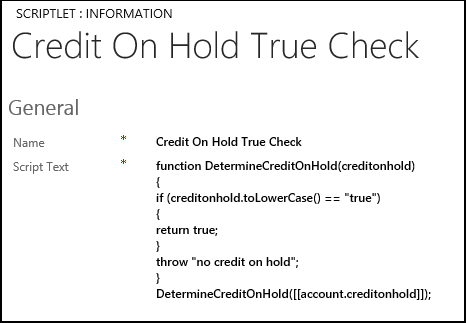 SCRIPTLET : INFORMATION
Credit On Hold True Check
General
Name * Credit On Hold True Check
Script Text * function DetermineCreditOnHold(creditonhold)
{
if (creditonhold.toLowerCase() == "true")
{
return true;
}
throw "no credit on hold";
}
DetermineCreditOnHold([[account.creditonhold]]);